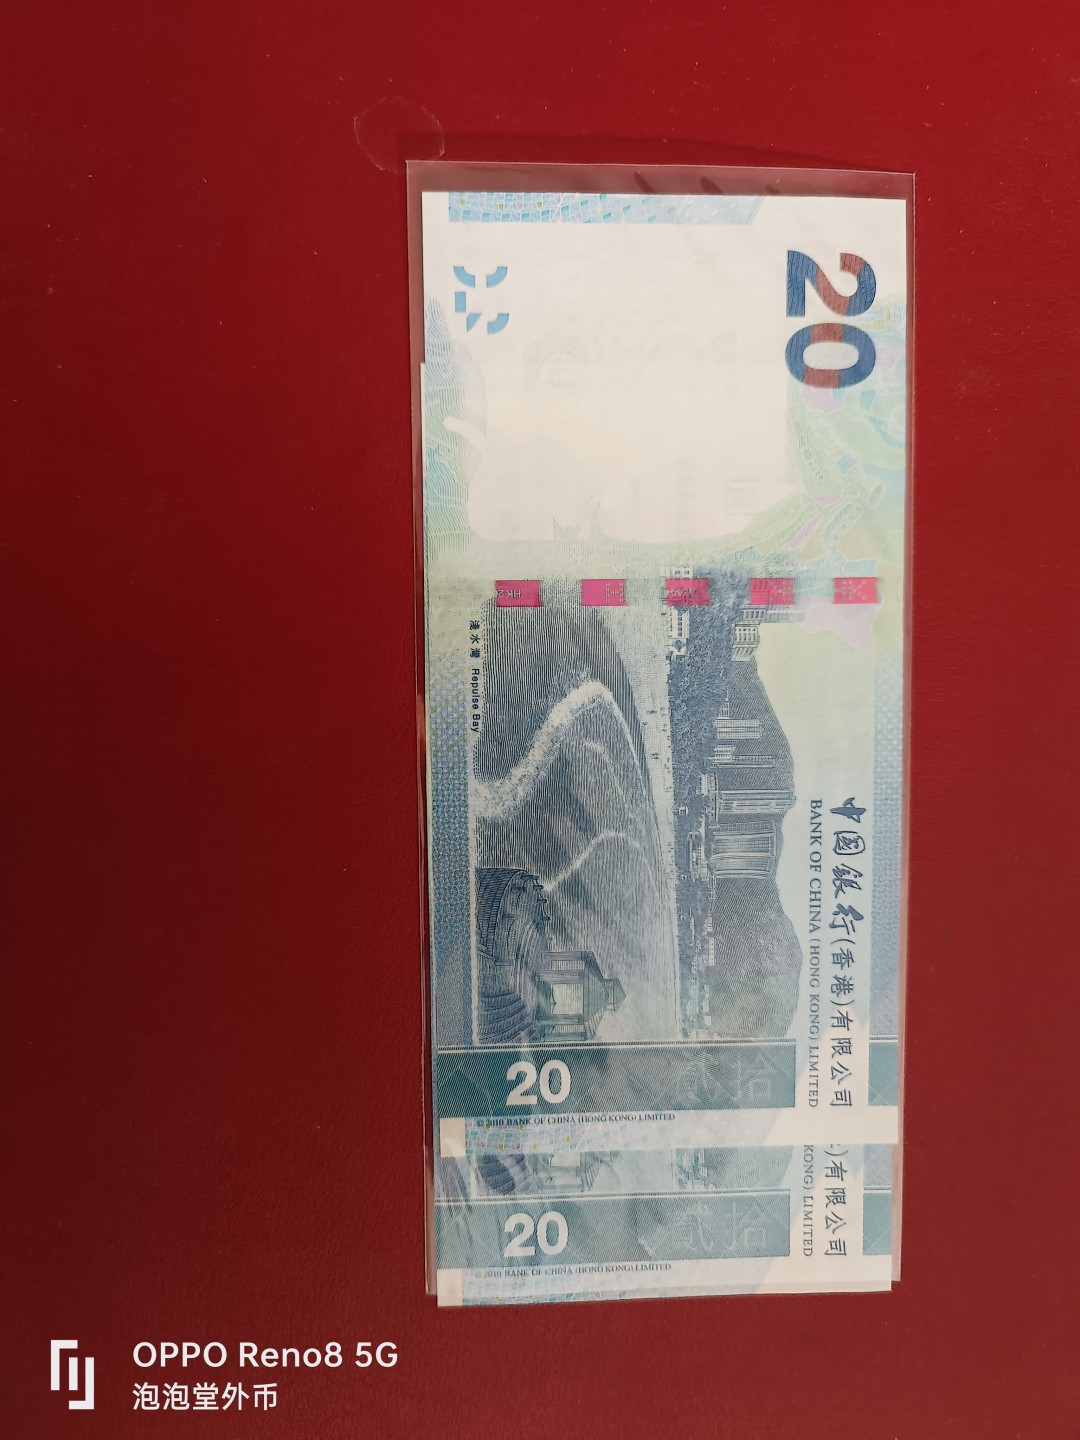 20
中國銀行(香港)有限公司
BANK OF CHINA (HONG KONG) LIMITED
淺水灣 Repulse Bay
貳拾
20
© 2010 BANK OF CHINA (HONG KONG) LIMITED
)有限公司
KONG) LIMITED
貳拾
20
© 2010 BANK OF CHINA (HONG KONG) LIMITED
OPPO Reno8 5G
泡泡堂外币